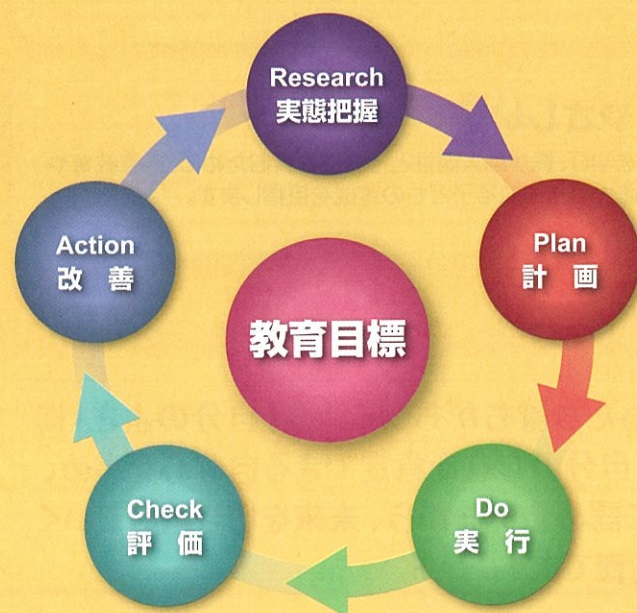 Research
実態把握
Plan
計　画
Do
実　行
Check
評　価
Action
改　善
教育目標